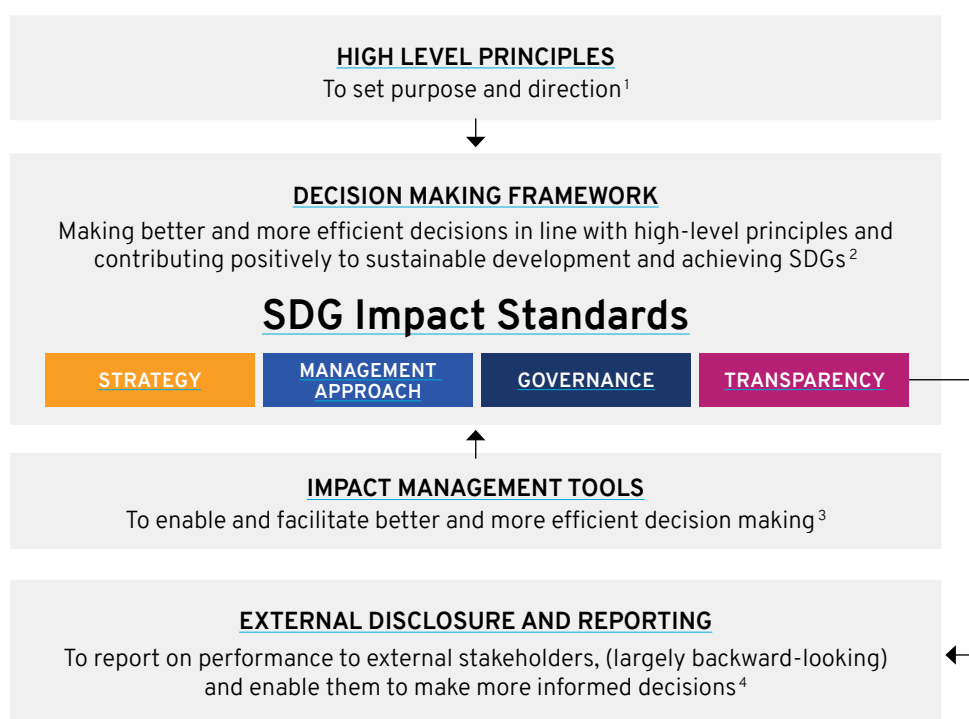 HIGH LEVEL PRINCIPLES
To set purpose and direction¹
DECISION MAKING FRAMEWORK
Making better and more efficient decisions in line with high-level principles and
contributing positively to sustainable development and achieving SDGs²
SDG Impact Standards
STRATEGY
MANAGEMENT
APPROACH
GOVERNANCE
TRANSPARENCY
IMPACT MANAGEMENT TOOLS
To enable and facilitate better and more efficient decision making³
EXTERNAL DISCLOSURE AND REPORTING
To report on performance to external stakeholders, (largely backward-looking)
and enable them to make more informed decisions⁴